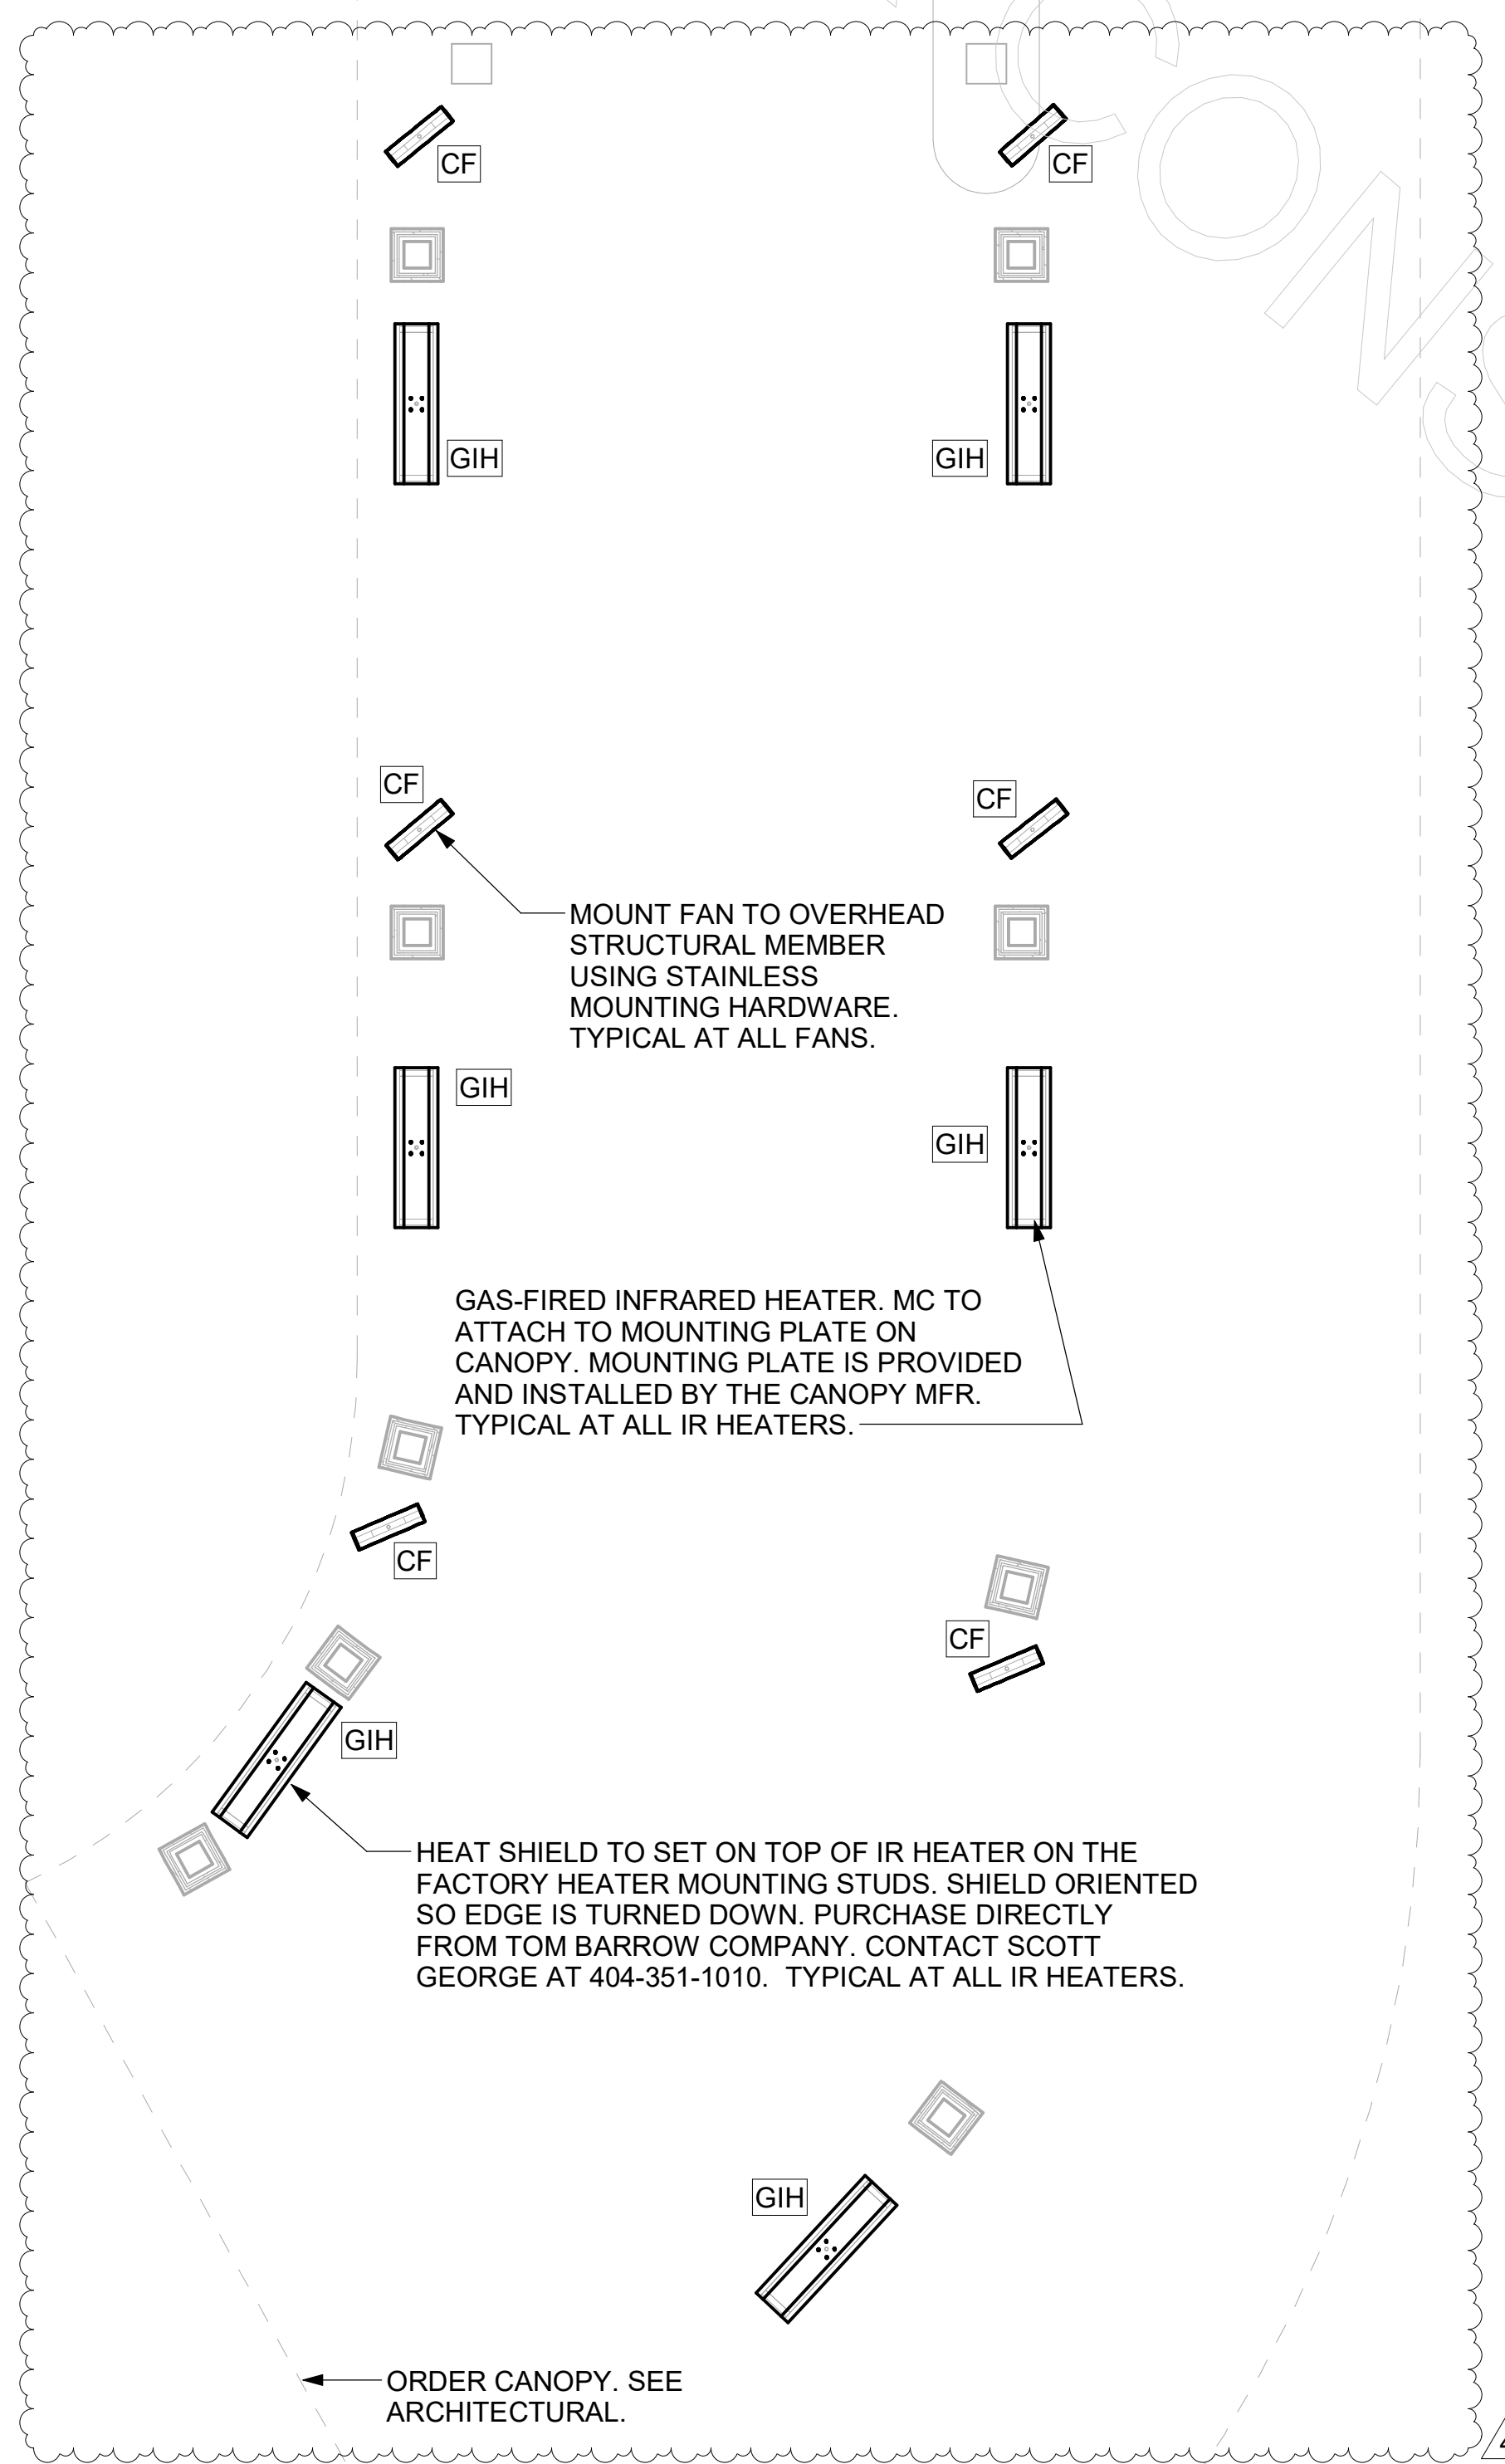 CF
CF
GIH
GIH
CF
CF
MOUNT FAN TO OVERHEAD
STRUCTURAL MEMBER
USING STAINLESS
MOUNTING HARDWARE.
TYPICAL AT ALL FANS.
GIH
GIH
GAS-FIRED INFRARED HEATER. MC TO
ATTACH TO MOUNTING PLATE ON
CANOPY. MOUNTING PLATE IS PROVIDED
AND INSTALLED BY THE CANOPY MFR.
TYPICAL AT ALL IR HEATERS.
CF
CF
GIH
HEAT SHIELD TO SET ON TOP OF IR HEATER ON THE
FACTORY HEATER MOUNTING STUDS. SHIELD ORIENTED
SO EDGE IS TURNED DOWN. PURCHASE DIRECTLY
FROM TOM BARROW COMPANY. CONTACT SCOTT
GEORGE AT 404-351-1010. TYPICAL AT ALL IR HEATERS.
GIH
ORDER CANOPY. SEE
ARCHITECTURAL.